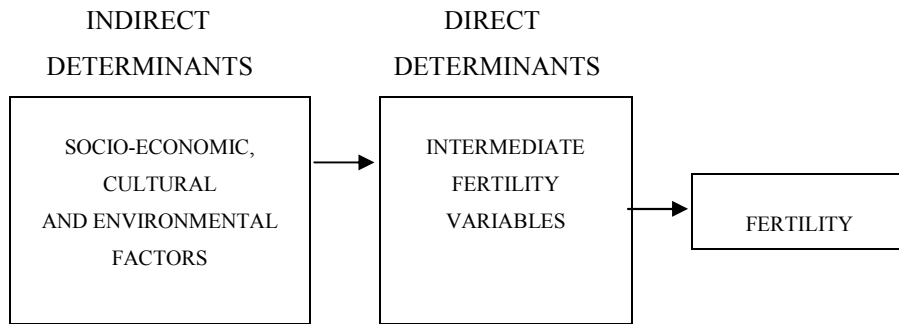 INDIRECT
DETERMINANTS
DIRECT
DETERMINANTS
SOCIO-ECONOMIC,
CULTURAL
AND ENVIRONMENTAL
FACTORS
INTERMEDIATE
FERTILITY
VARIABLES
FERTILITY